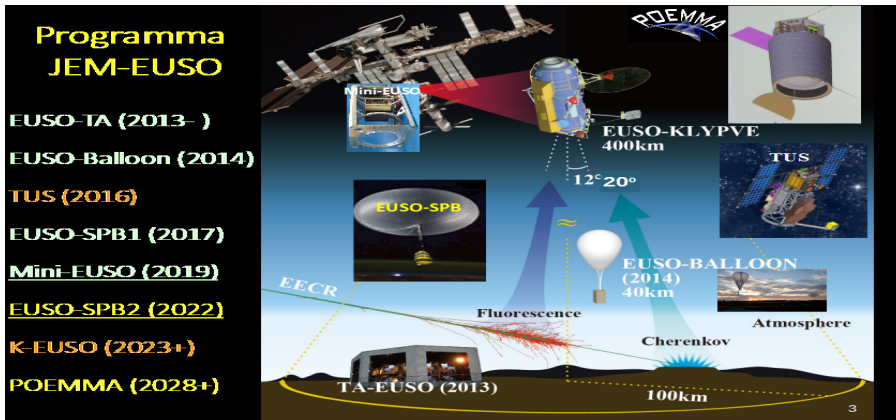 Programma
JEM-EUSO
EUSO-TA (2013- )
EUSO-Balloon (2014)
TUS (2016)
EUSO-SPB1 (2017)
Mini-EUSO (2019)
EUSO-SPB2 (2022)
K-EUSO (2023+)
POEMMA (2028+)
POEMMA
Mini-EUSO
EUSO-KLYPVE
400km
TUS
12° 20º
EUSO-SPB
EUSO-BALLOON
(2014)
40km
EECR
Fluorescence
Atmosphere
Cherenkov
TA-EUSO (2013)
100km
3